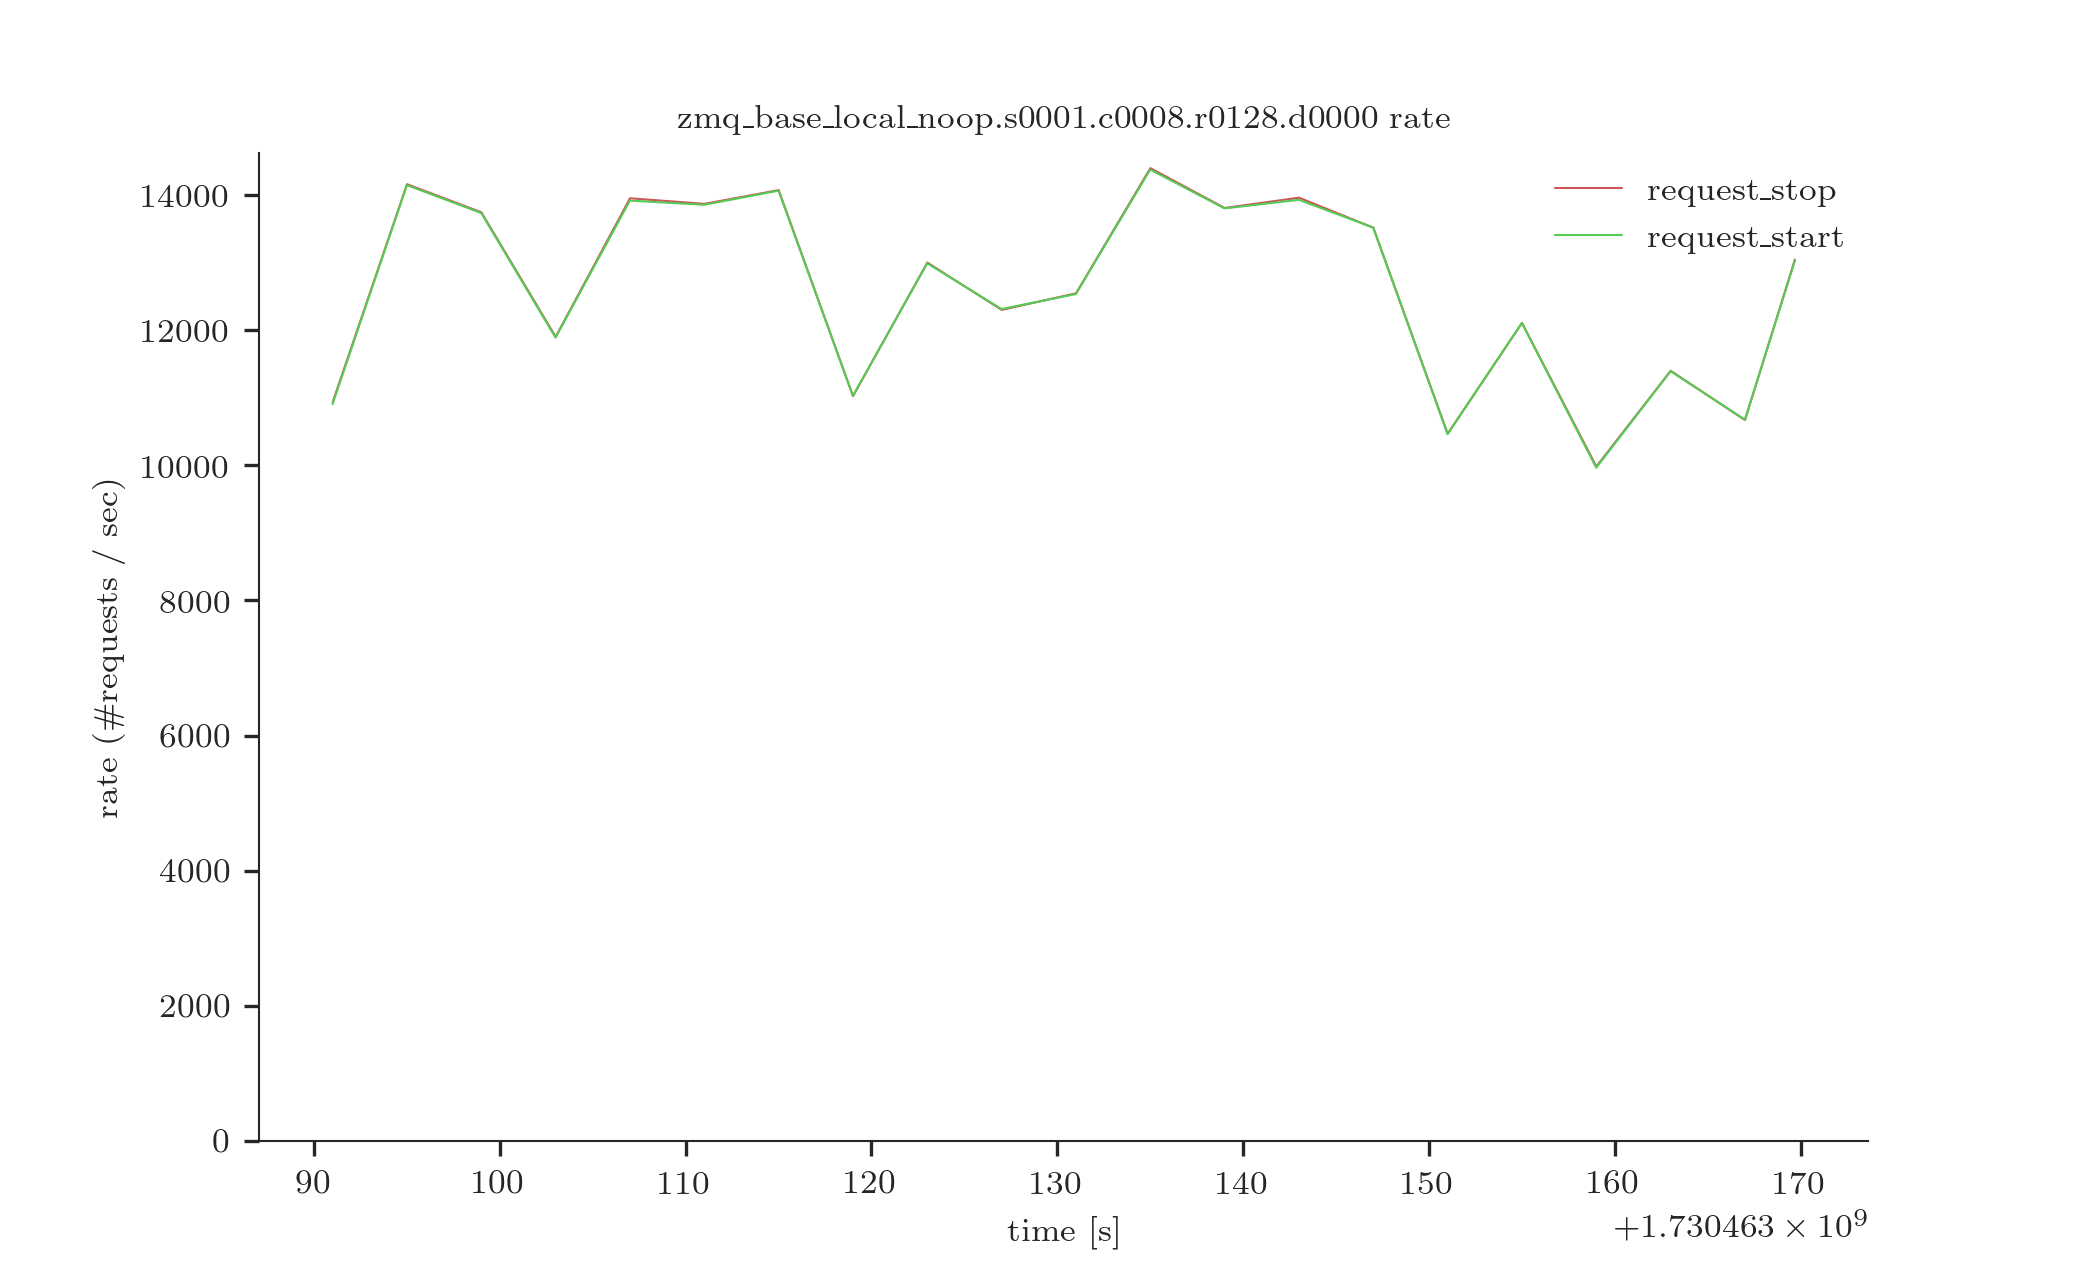 zmq_base_local_noop.s0001.c0008.r0128.d0000 rate
request_stop
request_start
rate (#requests / sec)
14000
12000
10000
8000
6000
4000
2000
0
90 100 110 120 130 140 150 160 170
time [s]
+1.730463 × 10⁹